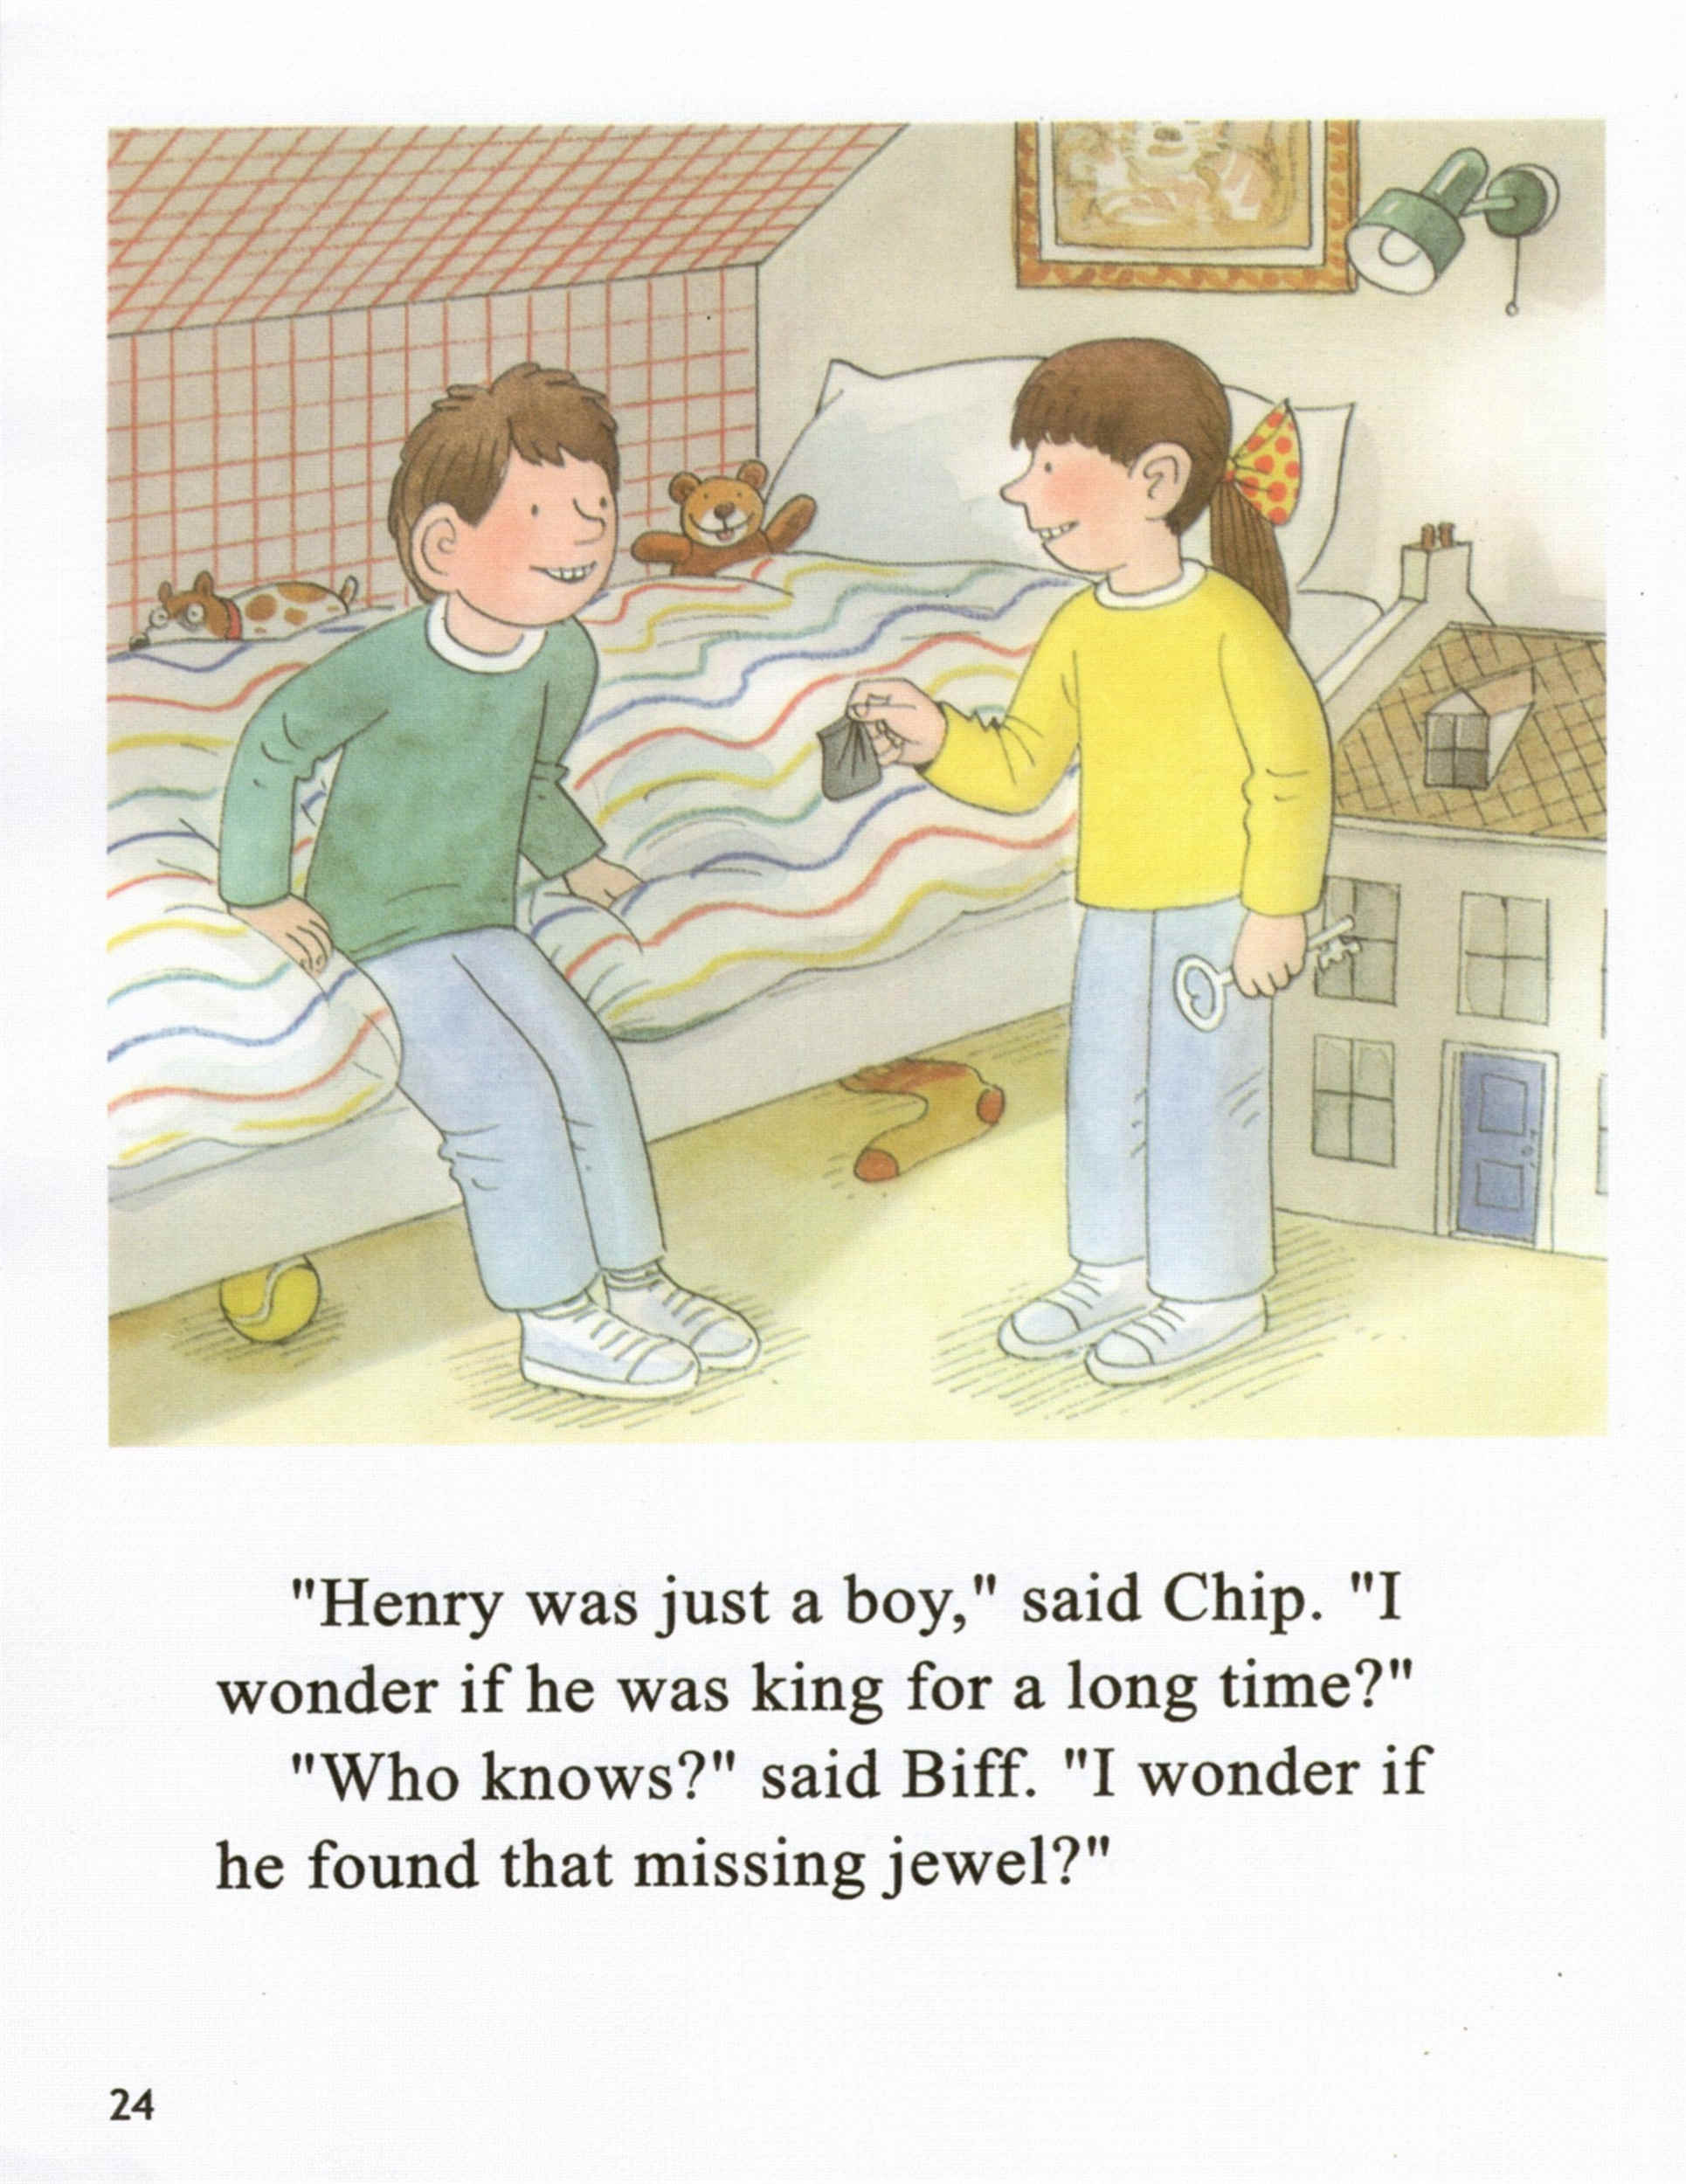 "Henry was just a boy," said Chip. "I
wonder if he was king for a long time?"
"Who knows?" said Biff. "I wonder if
he found that missing jewel?"
24